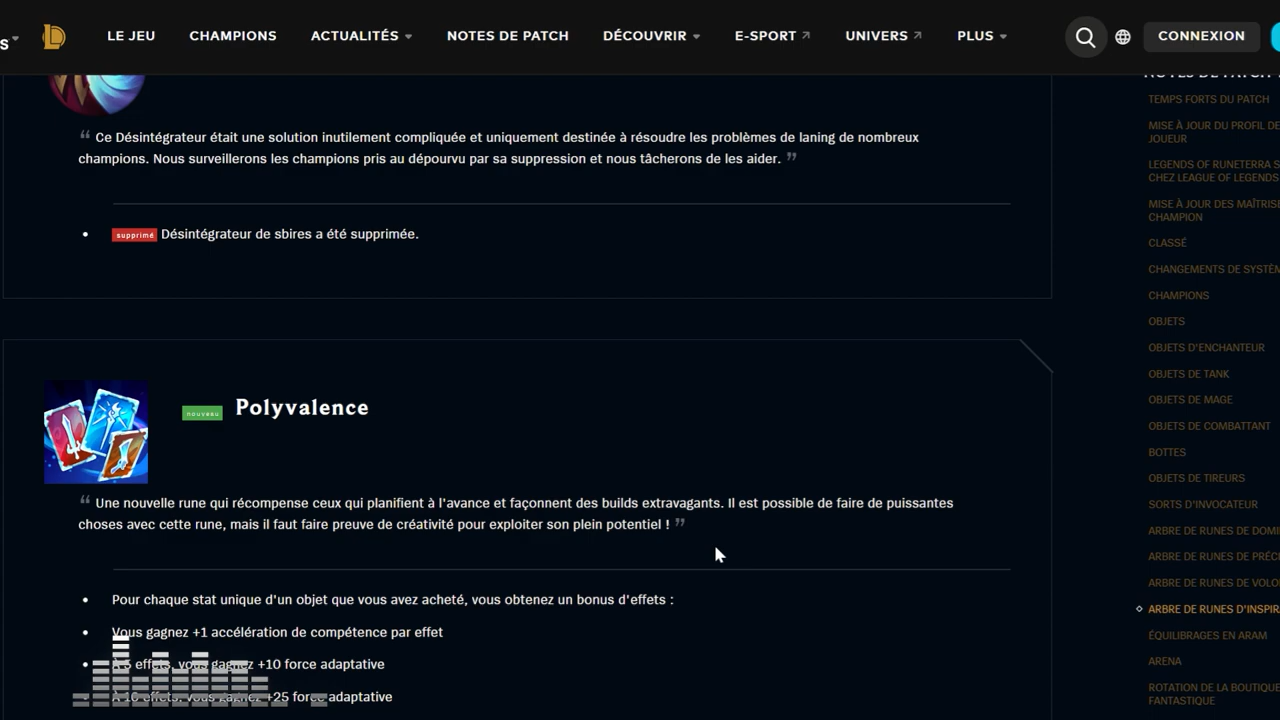 S
LE JEU
CHAMPIONS
ACTUALITÉS
NOTES DE PATCH
DÉCOUVRIR
E-SPORT
UNIVERS
PLUS
CONNEXION
“ Ce Désintégrateur était une solution inutilement compliquée et uniquement destinée à résoudre les problèmes de laning de nombreux
champions. Nous surveillerons les champions pris au dépourvu par sa suppression et nous tâcherons de les aider. ”
• supprimé Désintégrateur de sbires a été supprimée.
nouveau Polyvalence
“ Une nouvelle rune qui récompense ceux qui planifient à l'avance et façonnent des builds extravagants. Il est possible de faire de puissantes
choses avec cette rune, mais il faut faire preuve de créativité pour exploiter son plein potentiel ! ”
• Pour chaque stat unique d'un objet que vous avez acheté, vous obtenez un bonus d'effets :
• Vous gagnez +1 accélération de compétence par effet
• À 5 effets, vous gagnez +10 force adaptative
• À 10 effets, vous gagnez +25 force adaptative
NOTES DE PATCH
TEMPS FORTS DU PATCH
MISE À JOUR DU PROFIL DE
JOUEUR
LEGENDS OF RUNETERRA S
CHEZ LEAGUE OF LEGENDS
MISE À JOUR DES MAÎTRISE
CHAMPION
CLASSÉ
CHANGEMENTS DE SYSTÈM
CHAMPIONS
OBJETS
OBJETS D'ENCHANTEUR
OBJETS DE TANK
OBJETS DE MAGE
OBJETS DE COMBATTANT
BOTTES
OBJETS DE TIREURS
SORTS D'INVOCATEUR
ARBRE DE RUNES DE DOMI
ARBRE DE RUNES DE PRÉC
ARBRE DE RUNES DE VOLO
ARBRE DE RUNES D'INSPIR
ÉQUILIBRAGES EN ARAM
ARENA
ROTATION DE LA BOUTIQUE
FANTASTIQUE